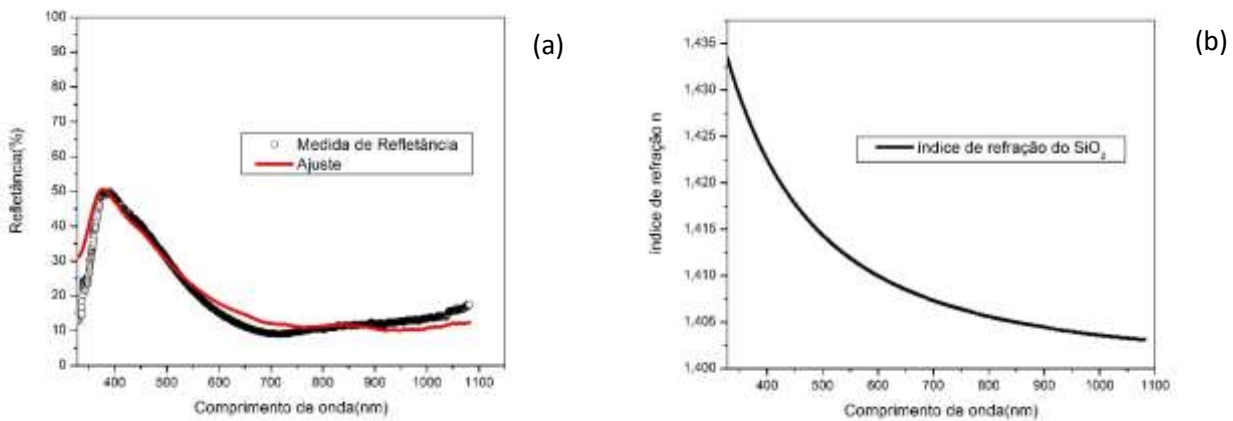 (a)
Refletância(%)
100
90
80
70
60
50
40
30
20
10
0
Medida de Refletância
Ajuste
400 500 600 700 800 900 1000 1100
Comprimento de onda(nm)
(b)
índice de refração n
1,435
1,430
1,425
1,420
1,415
1,410
1,405
1,400
índice de refração do SiO₂
400 500 600 700 800 900 1000 1100
Comprimento de onda(nm)